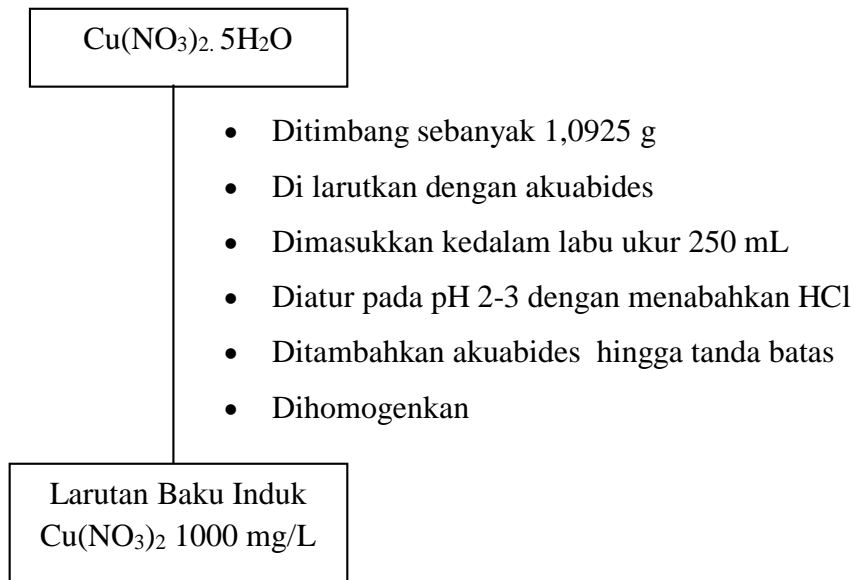 Cu(NO₃)₂. 5H₂O
• Ditimbang sebanyak 1,0925 g
• Di larutkan dengan akuabides
• Dimasukkan kedalam labu ukur 250 mL
• Diatur pada pH 2-3 dengan menabahkan HCl
• Ditambahkan akuabides hingga tanda batas
• Dihomogenkan
Larutan Baku Induk
Cu(NO₃)₂ 1000 mg/L